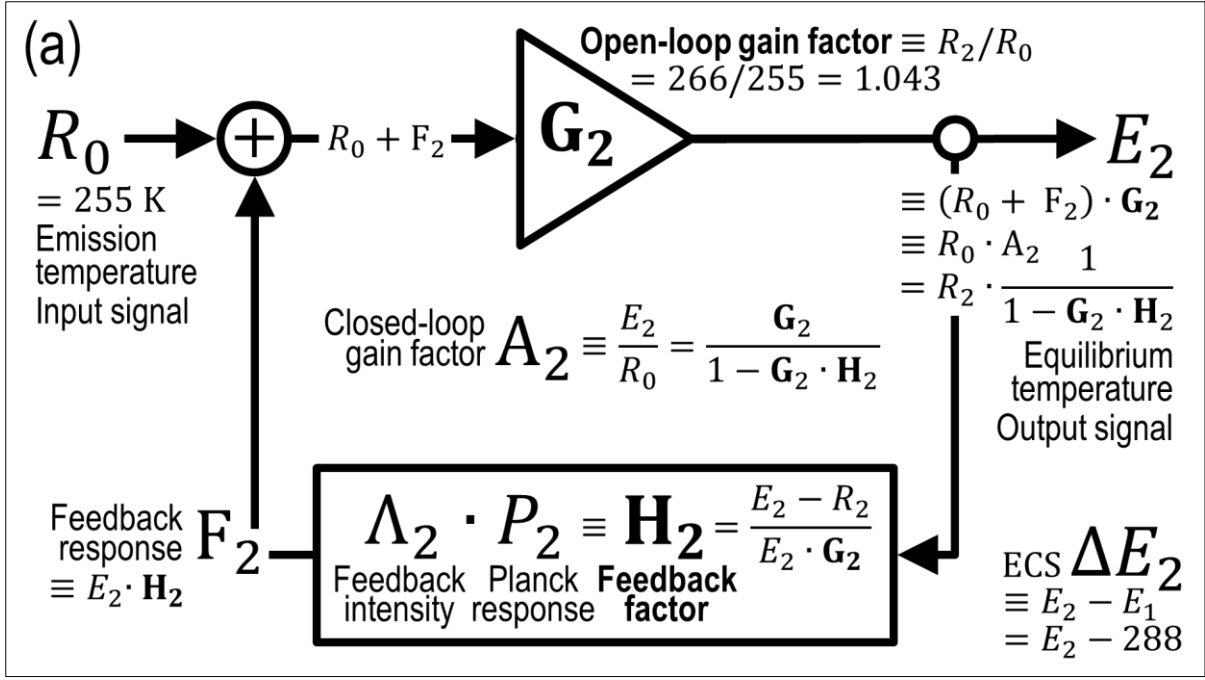 (a)
Open-loop gain factor ≡ R₂/R₀
= 266/255 = 1.043
R₀
+
R₀ + F₂
G₂
E₂
= 255 K
Emission
temperature
Input signal
≡ (R₀ + F₂) · G₂
≡ R₀ · A₂
= R₂ · 1 / (1 − G₂ · H₂)
Equilibrium
temperature
Output signal
Closed-loop
gain factor A₂ ≡ E₂/R₀ = G₂ / (1 − G₂ · H₂)
Feedback
response F₂
≡ E₂ · H₂
Λ₂ · P₂ ≡ H₂ = (E₂ − R₂) / (E₂ · G₂)
Feedback Planck Feedback
intensity response factor
ECS ΔE₂
≡ E₂ − E₁
= E₂ − 288